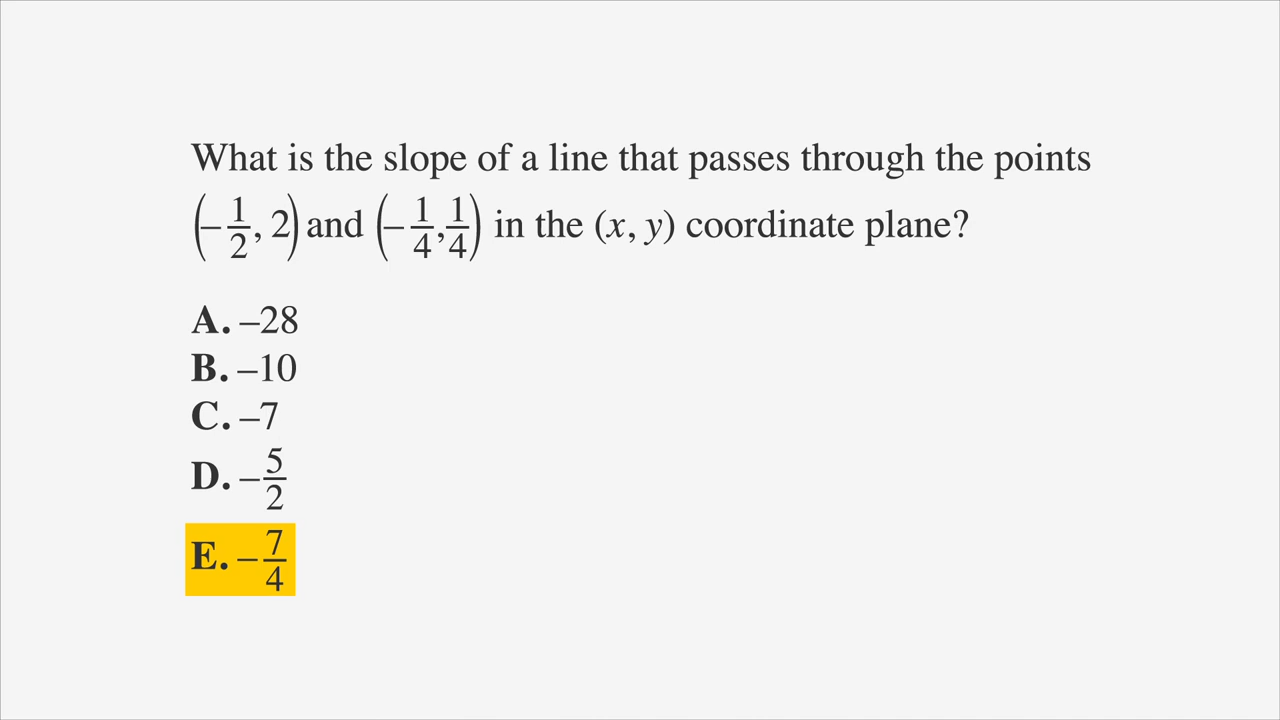 What is the slope of a line that passes through the points
(–1/2, 2) and (–1/4, 1/4) in the (x, y) coordinate plane?
A. –28
B. –10
C. –7
D. –5/2
E. –7/4